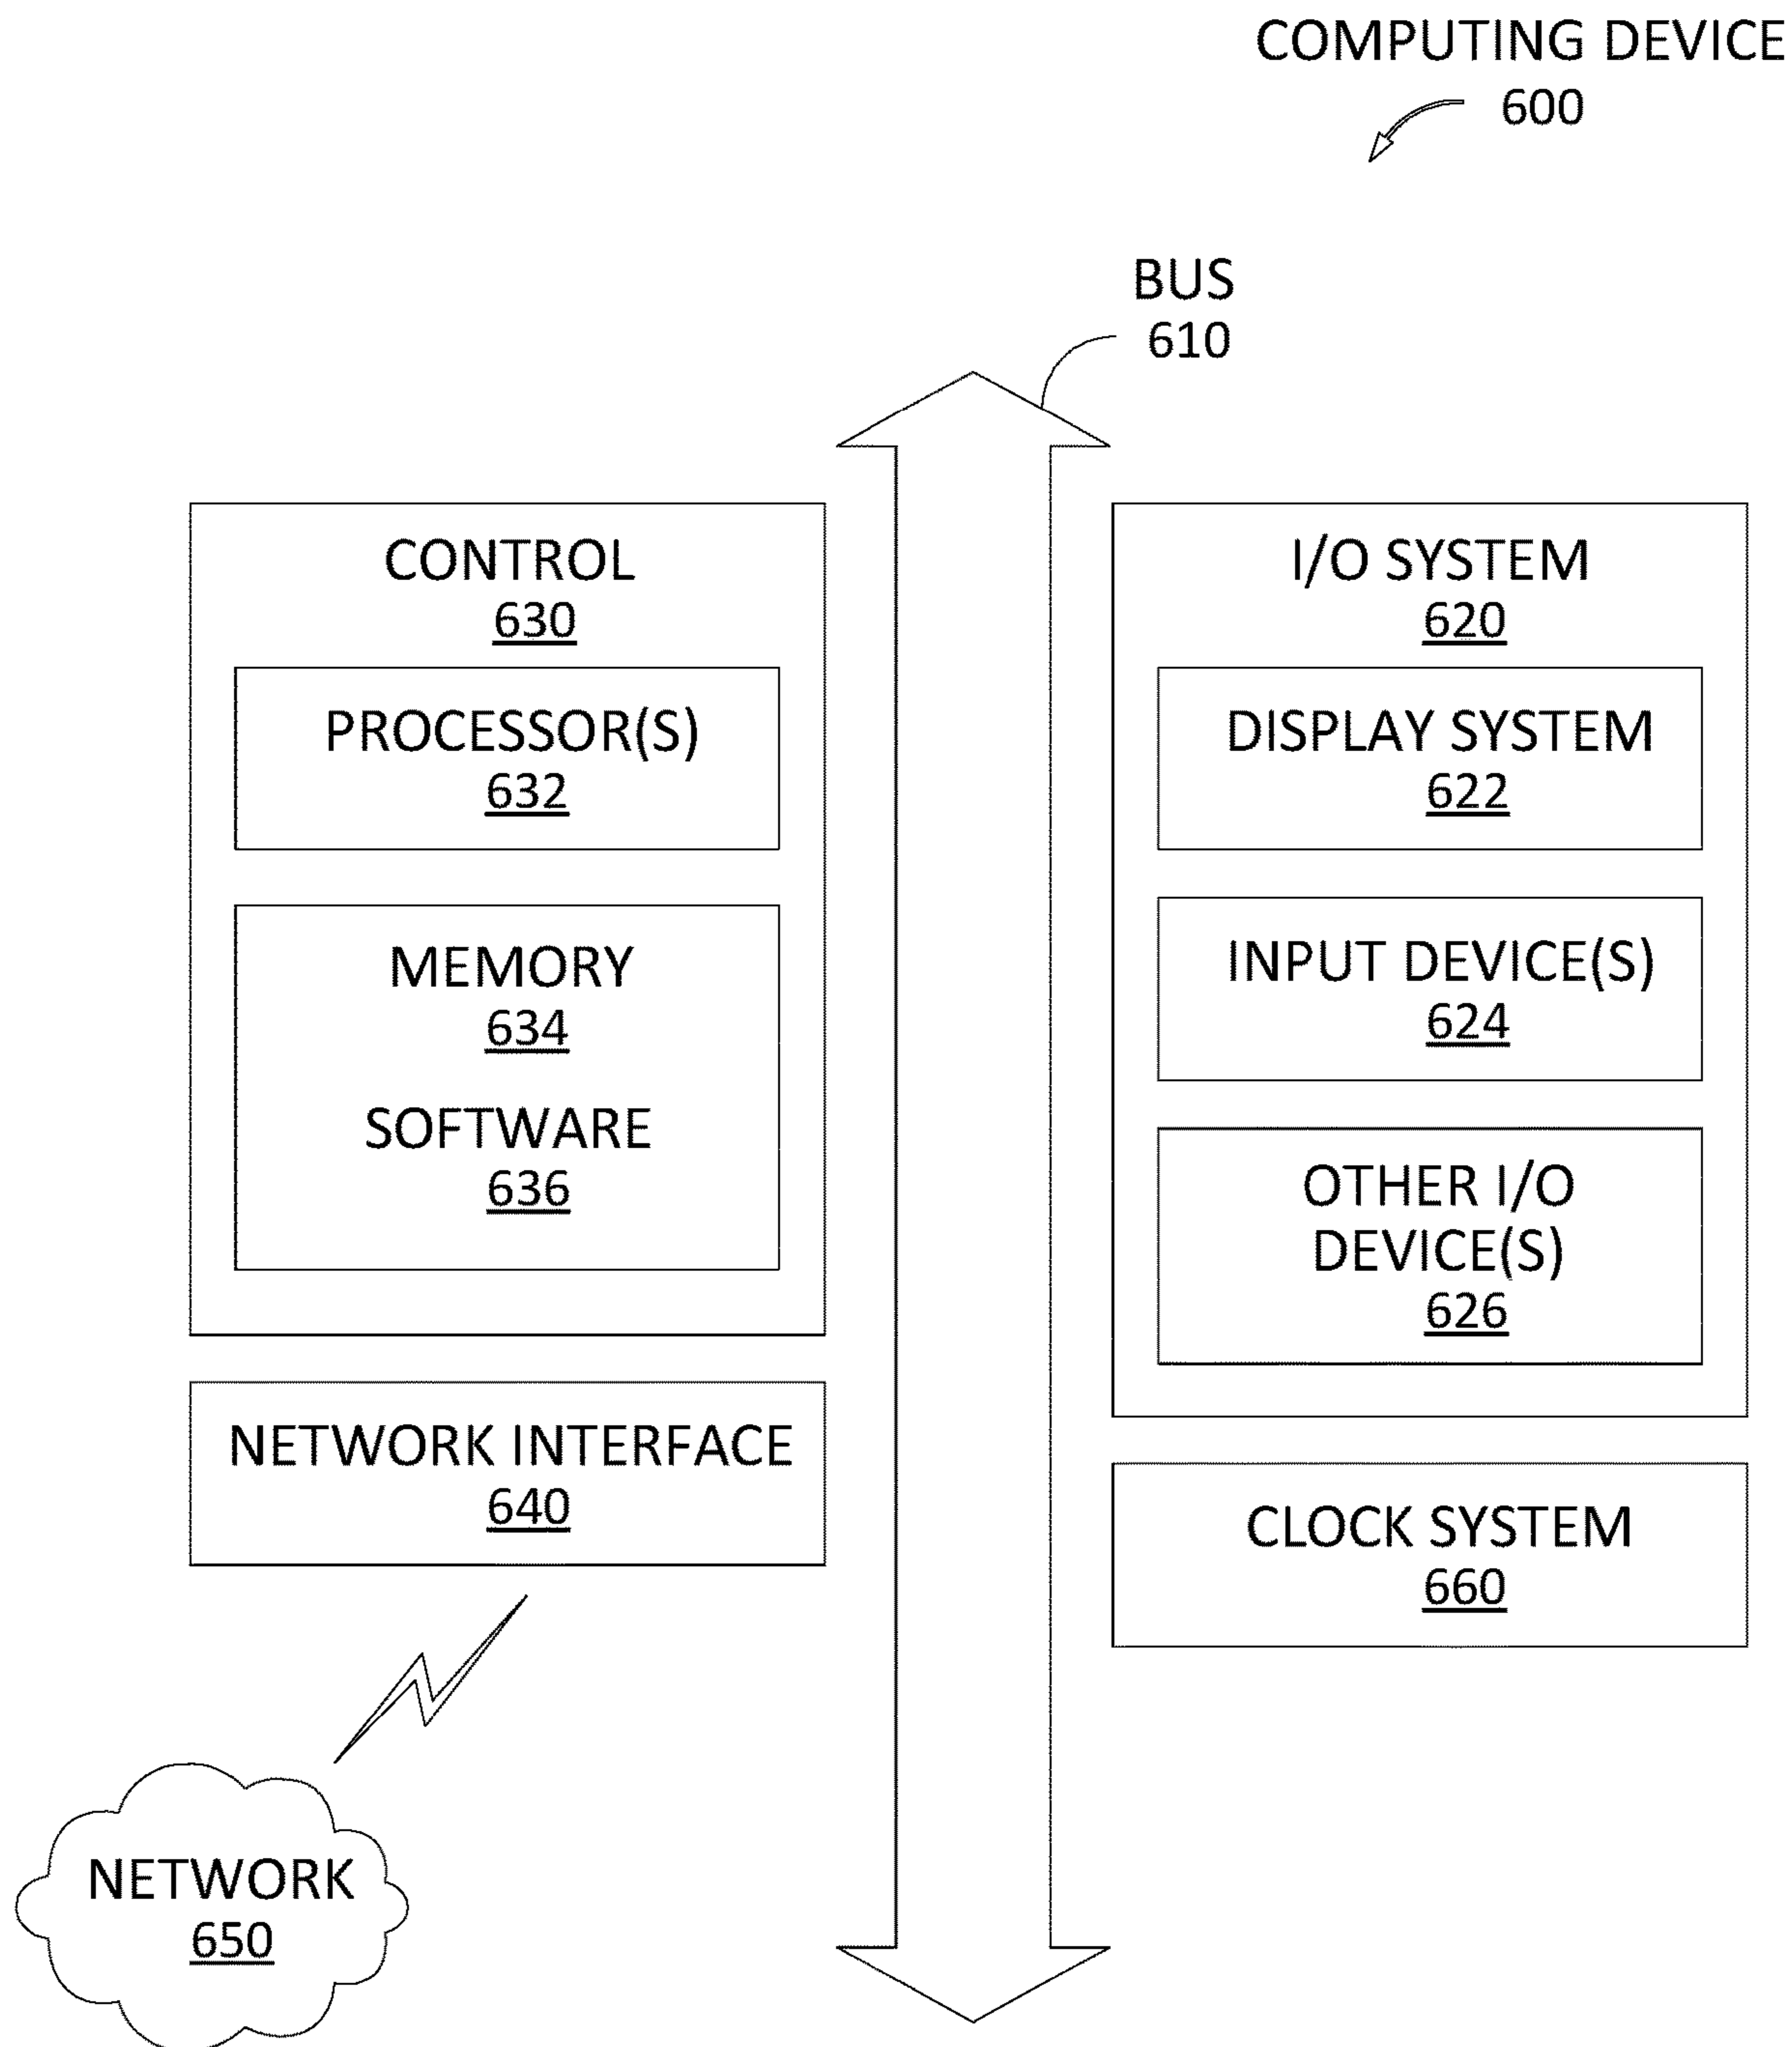 COMPUTING DEVICE
600
BUS
610
CONTROL
630
PROCESSOR(S)
632
MEMORY
634
SOFTWARE
636
NETWORK INTERFACE
640
NETWORK
650
I/O SYSTEM
620
DISPLAY SYSTEM
622
INPUT DEVICE(S)
624
OTHER I/O
DEVICE(S)
626
CLOCK SYSTEM
660